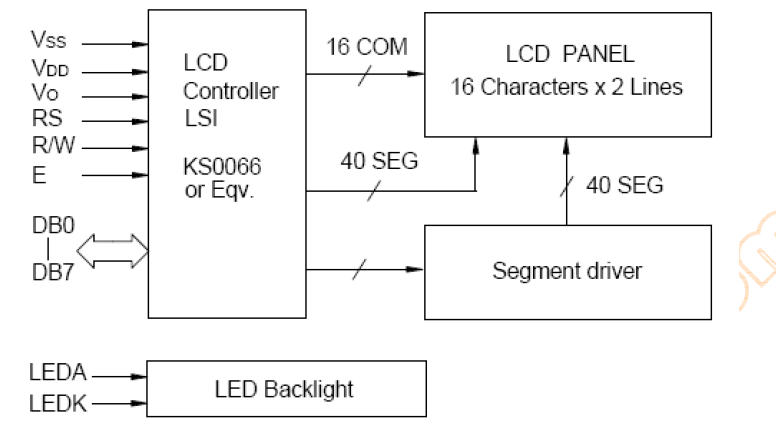 Vss
VDD
Vo
RS
R/W
E
DB0
DB7
LCD
Controller
LSI
KS0066
or Eqv.
16 COM
40 SEG
LCD PANEL
16 Characters x 2 Lines
40 SEG
Segment driver
LEDA
LEDK
LED Backlight